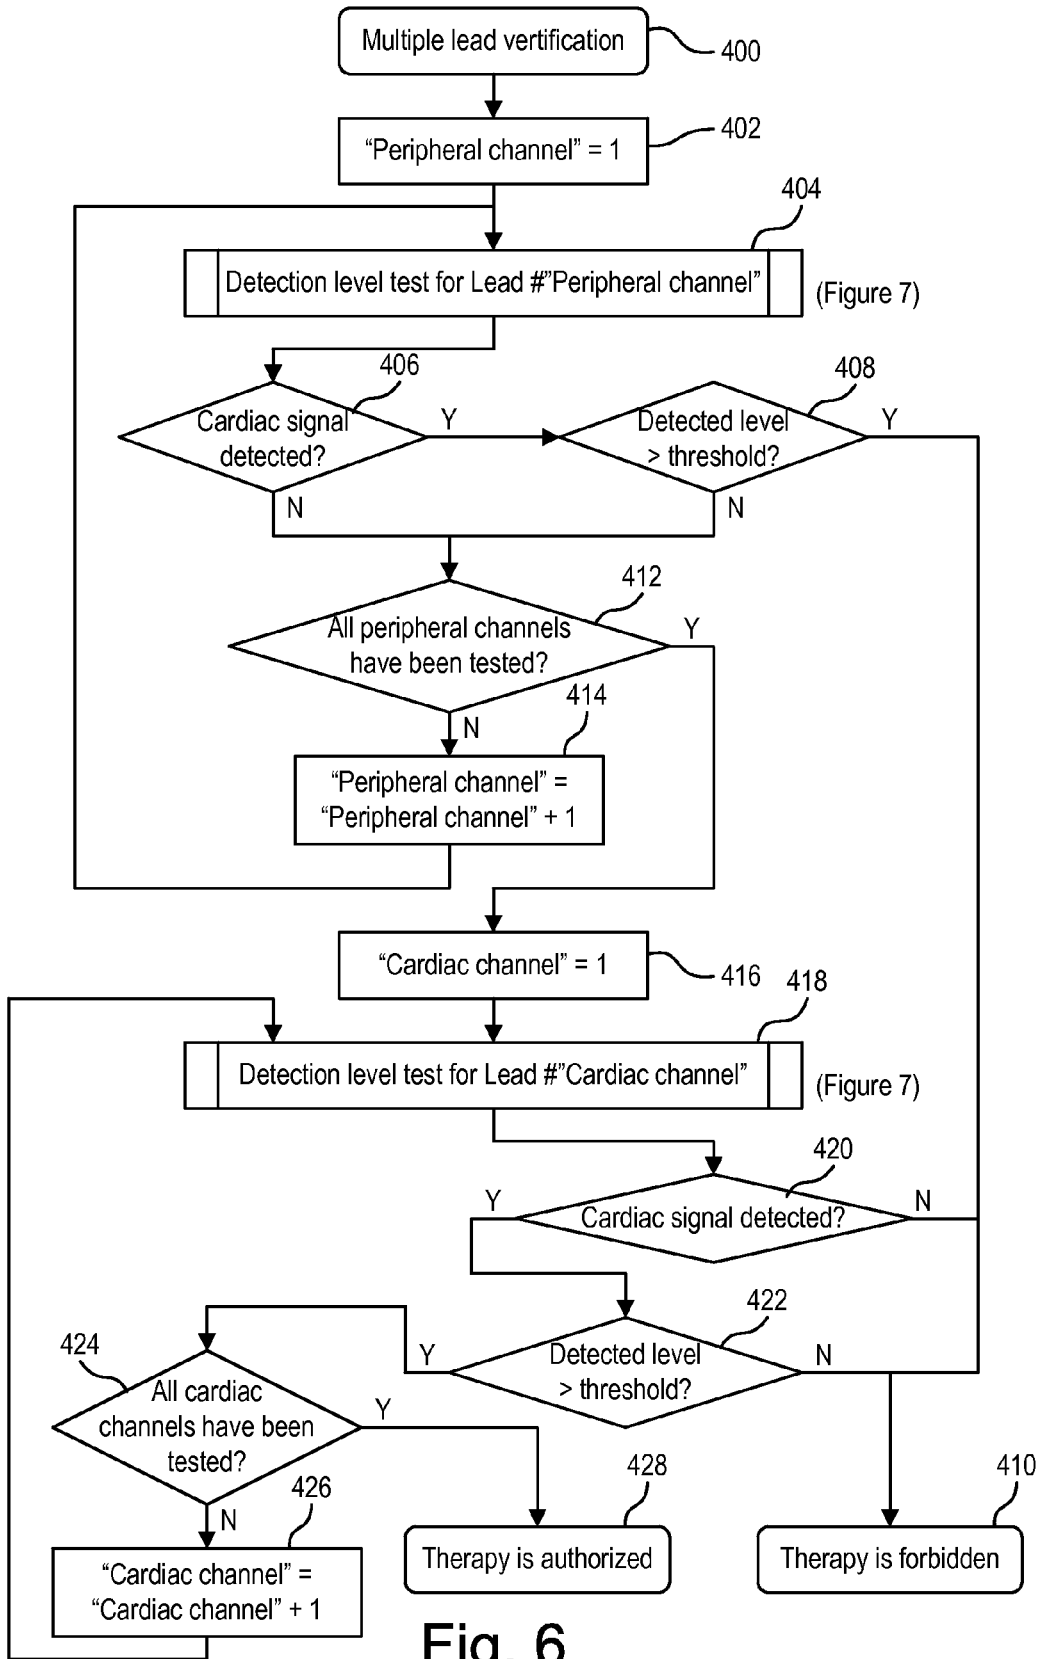 Multiple lead vertification
400
“Peripheral channel” = 1
402
404
Detection level test for Lead #”Peripheral channel”
(Figure 7)
406
408
Cardiac signal
detected?
Y
Detected level
> threshold?
Y
N
N
412
All peripheral channels
have been tested?
Y
414
N
“Peripheral channel” =
“Peripheral channel” + 1
“Cardiac channel” = 1
416
418
Detection level test for Lead #”Cardiac channel”
(Figure 7)
420
Y
Cardiac signal detected?
N
422
424
Y
Detected level
> threshold?
N
All cardiac
channels have been
tested?
Y
426
N
428
410
“Cardiac channel” =
“Cardiac channel” + 1
Therapy is authorized
Therapy is forbidden
Fig. 6